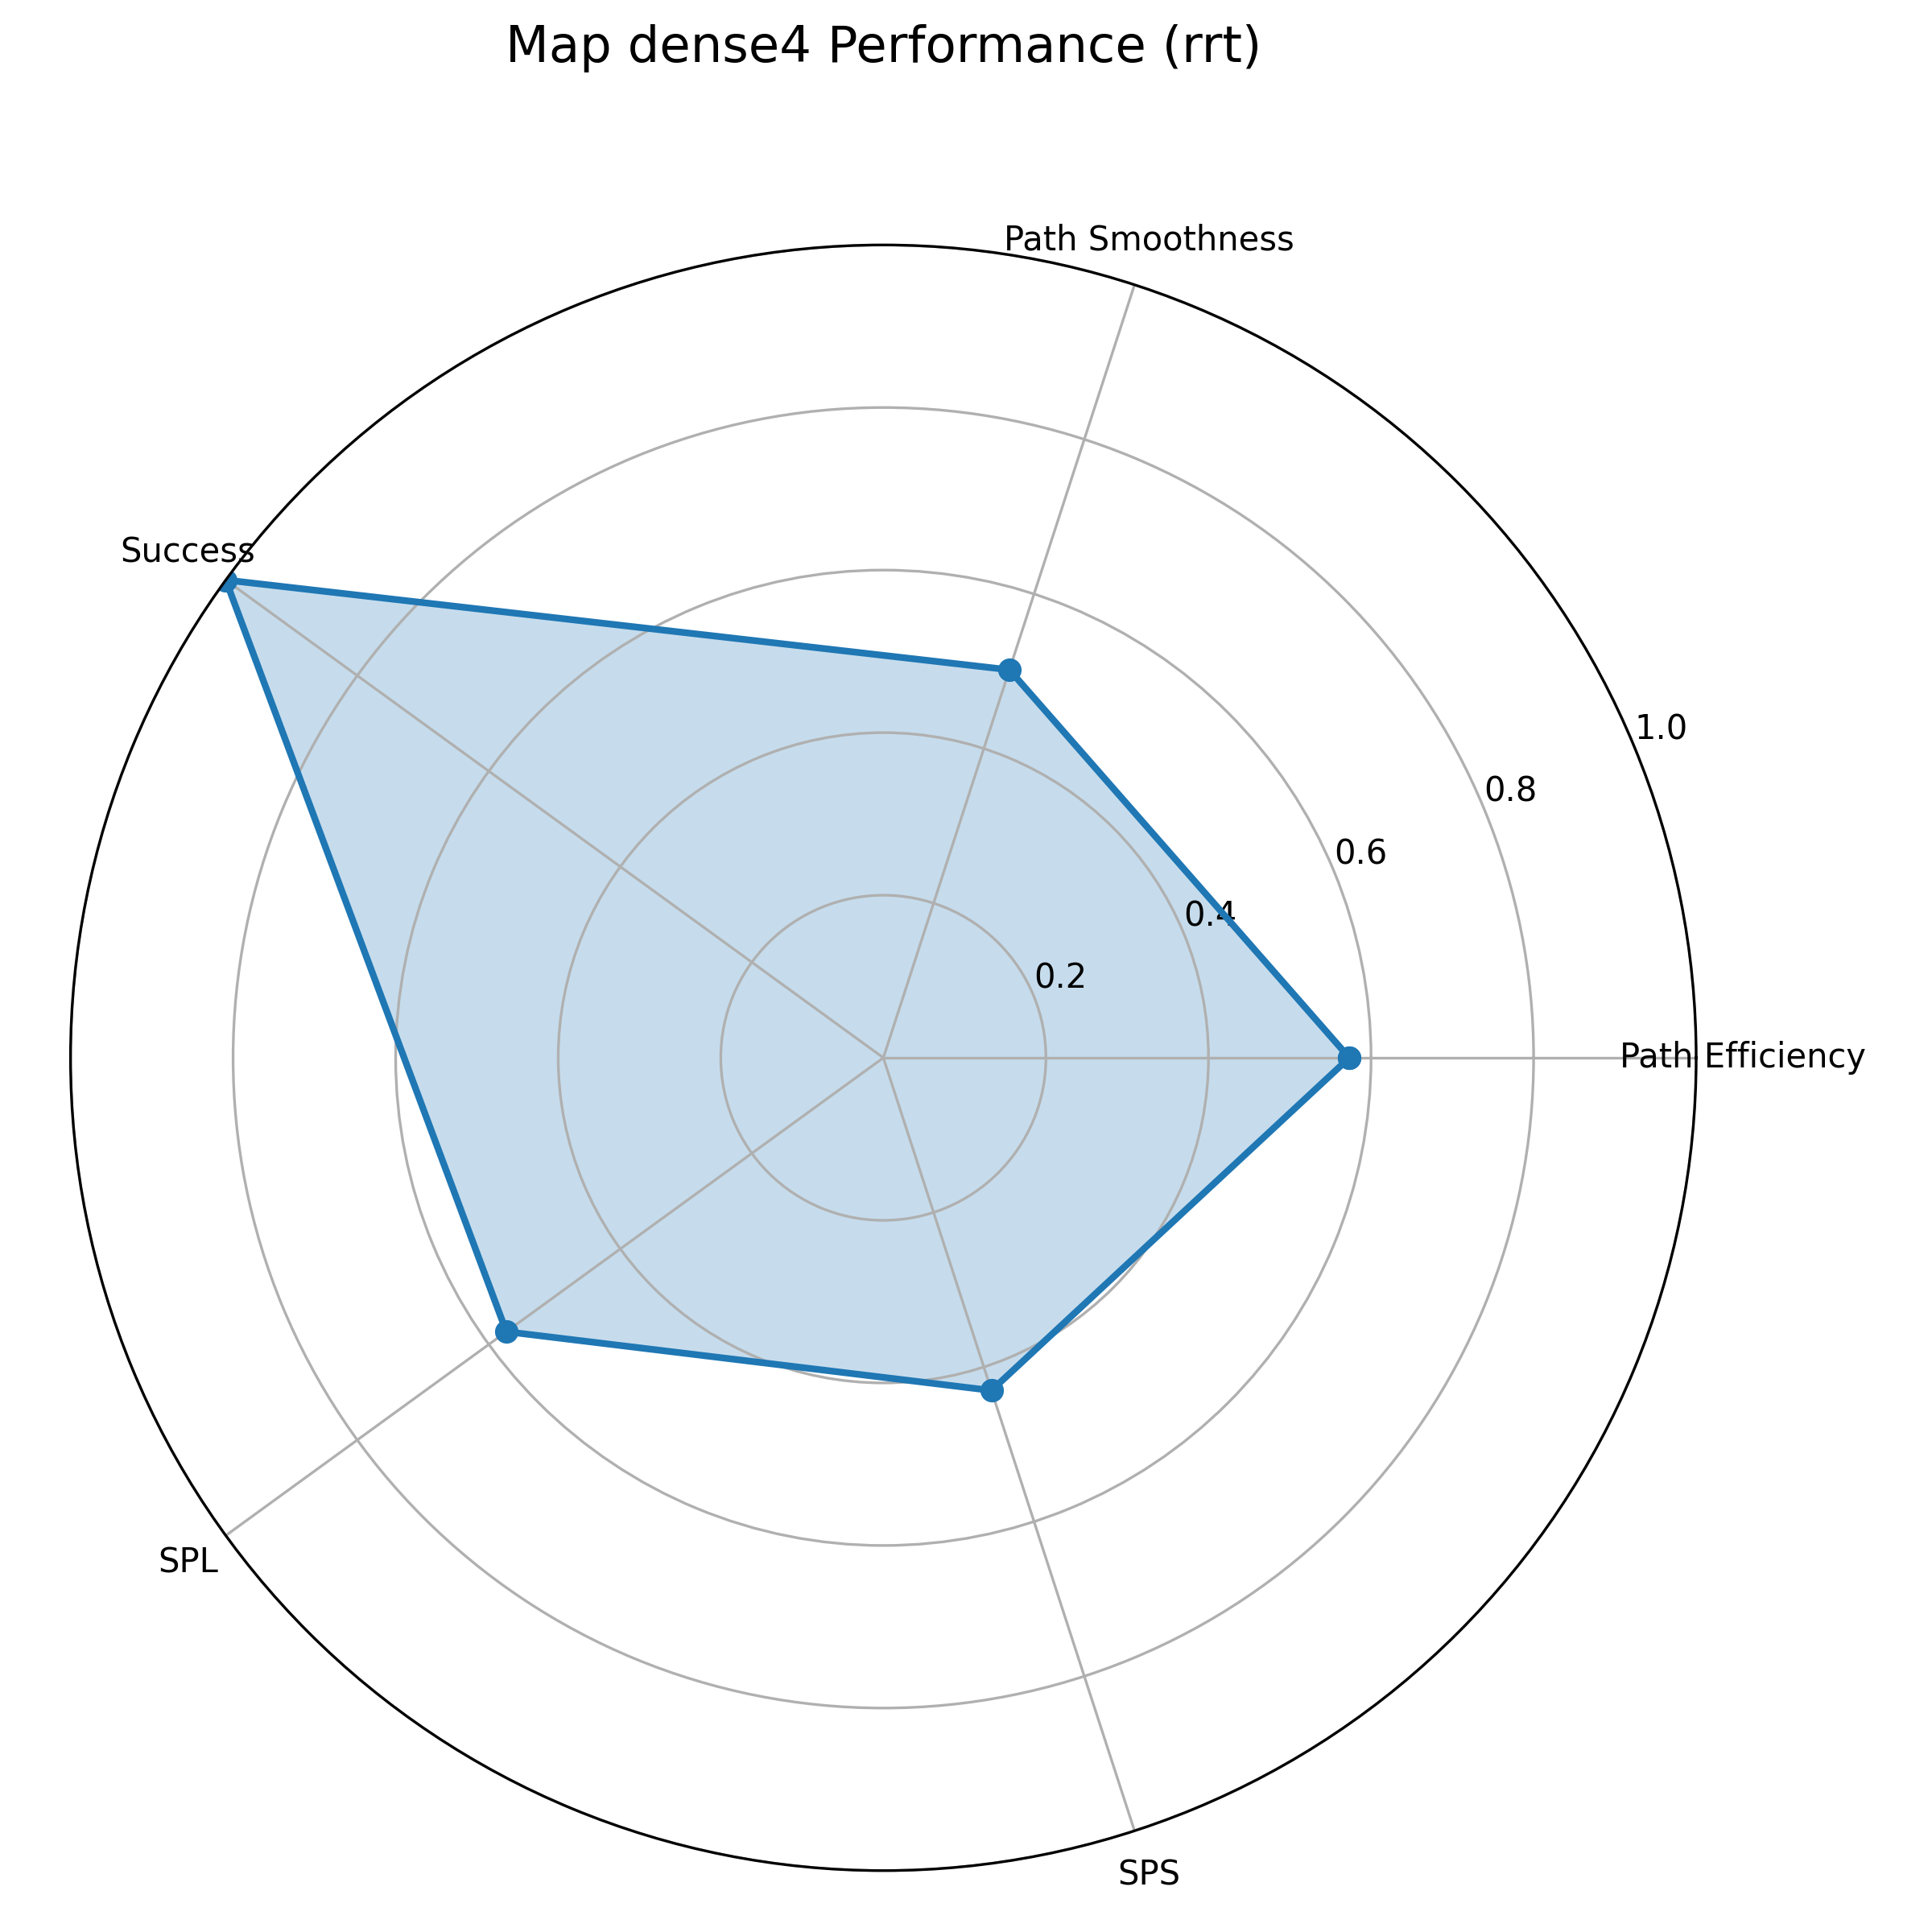 Map dense4 Performance (rrt)
Path Smoothness
Success
1.0
0.8
0.6
0.4
0.2
Path Efficiency
SPL
SPS